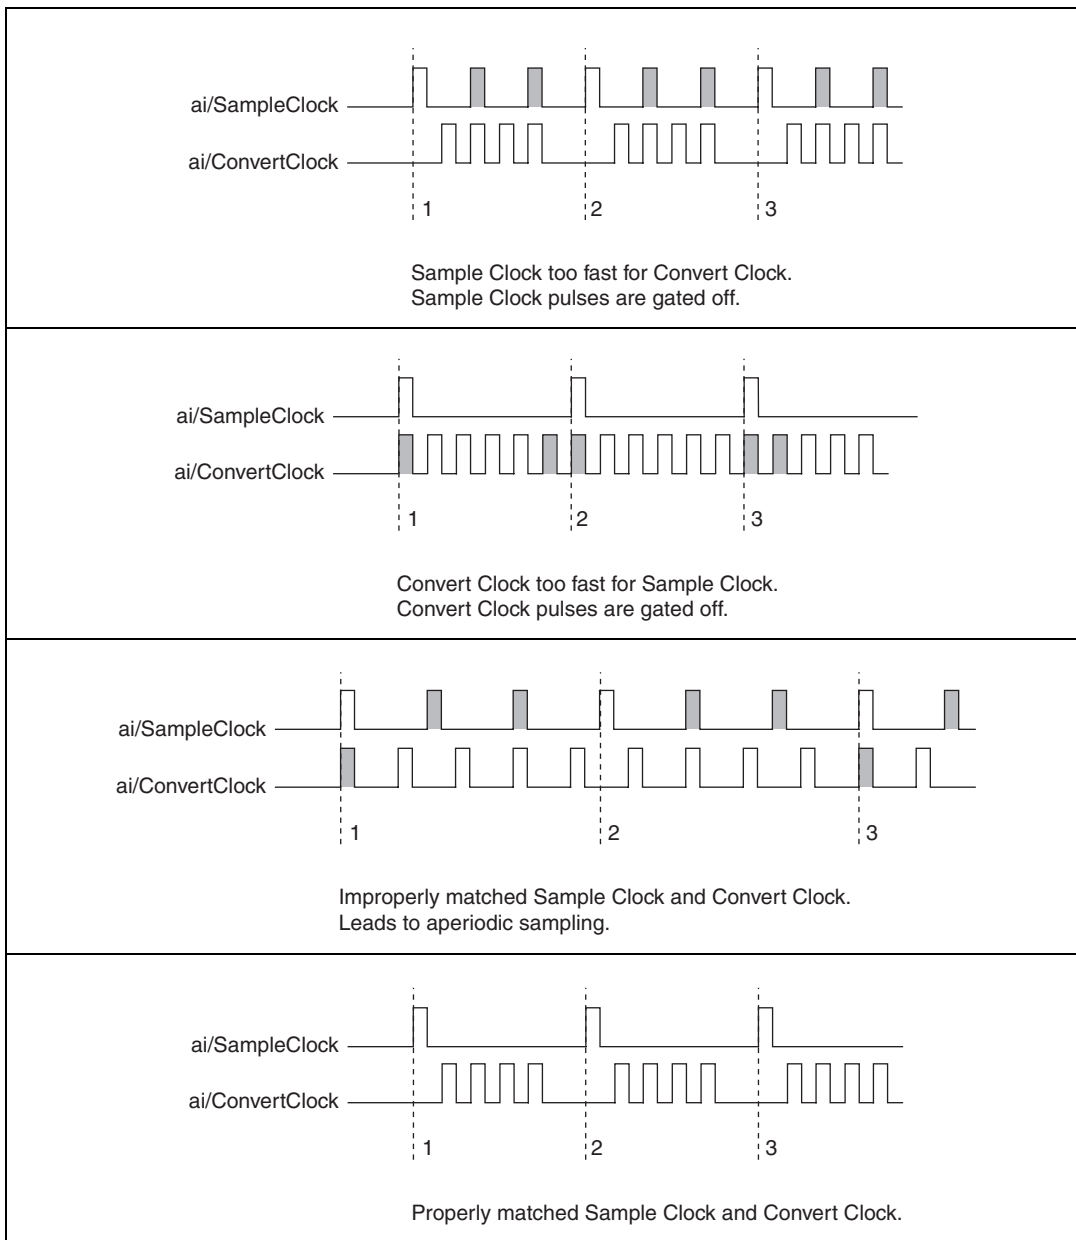 ai/SampleClock
ai/ConvertClock
1 2 3
Sample Clock too fast for Convert Clock.
Sample Clock pulses are gated off.
ai/SampleClock
ai/ConvertClock
1 2 3
Convert Clock too fast for Sample Clock.
Convert Clock pulses are gated off.
ai/SampleClock
ai/ConvertClock
1 2 3
Improperly matched Sample Clock and Convert Clock.
Leads to aperiodic sampling.
ai/SampleClock
ai/ConvertClock
1 2 3
Properly matched Sample Clock and Convert Clock.